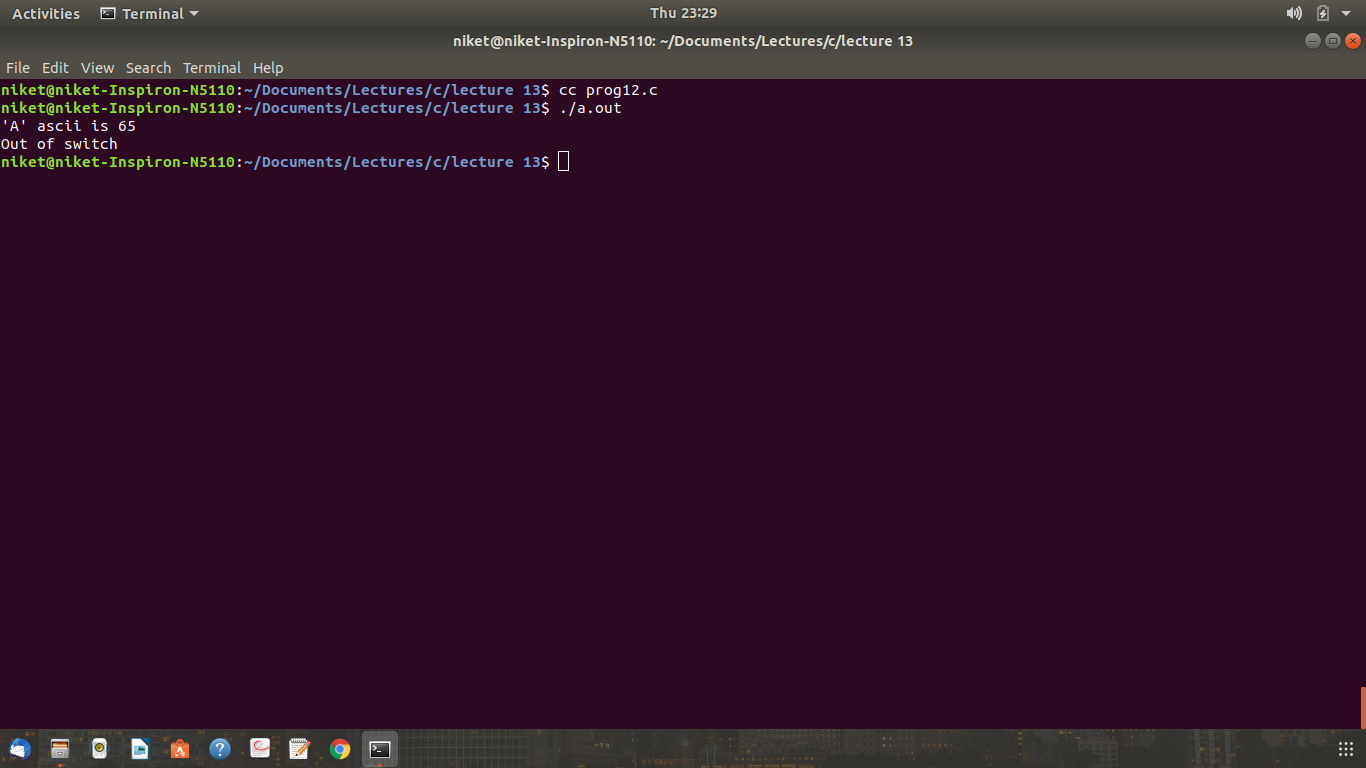 Activities Terminal Thu 23:29
niket@niket-Inspiron-N5110: ~/Documents/Lectures/c/lecture 13
File Edit View Search Terminal Help
niket@niket-Inspiron-N5110:~/Documents/Lectures/c/lecture 13$ cc prog12.c
niket@niket-Inspiron-N5110:~/Documents/Lectures/c/lecture 13$ ./a.out
'A' ascii is 65
Out of switch
niket@niket-Inspiron-N5110:~/Documents/Lectures/c/lecture 13$